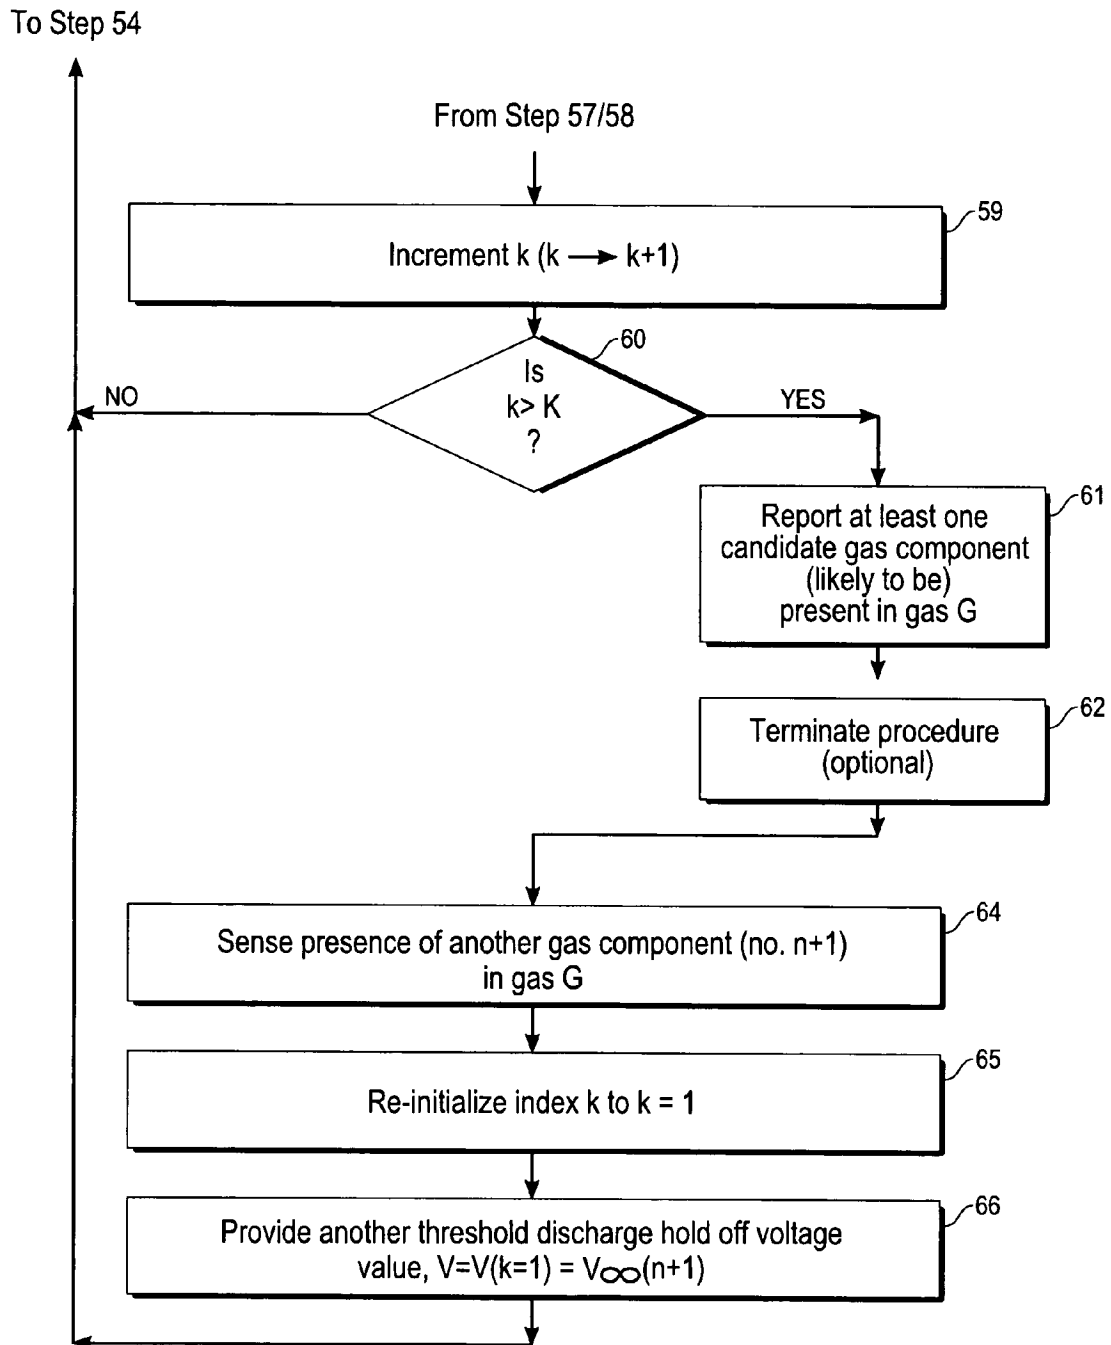 To Step 54
From Step 57/58
59
Increment k (k → k+1)
60
Is
k> K
?
NO
YES
61
Report at least one
candidate gas component
(likely to be)
present in gas G
62
Terminate procedure
(optional)
64
Sense presence of another gas component (no. n+1)
in gas G
65
Re-initialize index k to k = 1
66
Provide another threshold discharge hold off voltage
value, V=V(k=1) = V∞(n+1)